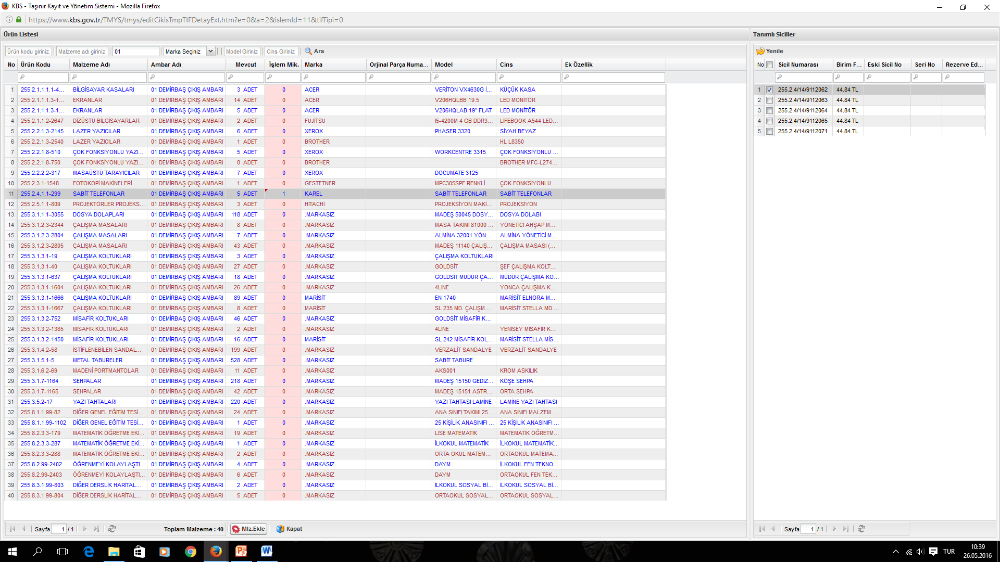 KBS - Taşınır Kayıt ve Yönetim Sistemi - Mozilla Firefox
https://www.kbs.gov.tr/TMYS/tmys/editCikisTmpTIFDetayExt.htm?e=0&a=2&islemId=11&tifTipi=0
Ürün Listesi
Ürün kodu giriniz. Malzeme adı giriniz. 01 Marka Seçiniz Model Giriniz Cins Giriniz Ara
No Ürün Kodu Malzeme Adı Ambar Adı Mevcut İşlem Mik. Marka Orjinal Parça Numa... Model Cins Ek Özellik
1 255.2.1.1.1.1-4... BİLGİSAYAR KASALARI 01 DEMİRBAŞ ÇIKIŞ AMBARI 3 ADET 0 ACER VERİTON VX4630G İ... KÜÇÜK KASA
2 255.2.1.1.1.3-1... EKRANLAR 01 DEMİRBAŞ ÇIKIŞ AMBARI 14 ADET 0 ACER V206HQLBB 19.5 LED MONİTÖR
3 255.2.1.1.1.3-1... EKRANLAR 01 DEMİRBAŞ ÇIKIŞ AMBARI 5 ADET 0 ACER V206HQLAB 19" FLAT LED MONİTÖR
4 255.2.1.1.2-2647 DİZÜSTÜ BİLGİSAYARLAR 01 DEMİRBAŞ ÇIKIŞ AMBARI 2 ADET 0 FUJİTSU I5-4200M 4 GB DDR3... LİFEBOOK A544 LED...
5 255.2.2.1.3-2145 LAZER YAZICILAR 01 DEMİRBAŞ ÇIKIŞ AMBARI 6 ADET 0 XEROX PHASER 3320 SİYAH BEYAZ
6 255.2.2.1.3-2540 LAZER YAZICILAR 01 DEMİRBAŞ ÇIKIŞ AMBARI 1 ADET 0 BROTHER HL L8350
7 255.2.2.1.8-510 ÇOK FONKSİYONLU YAZI... 01 DEMİRBAŞ ÇIKIŞ AMBARI 5 ADET 0 XEROX WORKCENTRE 3315 ÇOK FONKSİYONLU ...
8 255.2.2.1.8-750 ÇOK FONKSİYONLU YAZI... 01 DEMİRBAŞ ÇIKIŞ AMBARI 8 ADET 0 BROTHER BROTHER MFC-L274...
9 255.2.2.2.2-317 MASAÜSTÜ TARAYICILAR 01 DEMİRBAŞ ÇIKIŞ AMBARI 7 ADET 0 XEROX DOCUMATE 3125
10 255.2.3.1-1548 FOTOKOPİ MAKİNELERİ 01 DEMİRBAŞ ÇIKIŞ AMBARI 1 ADET 0 GESTETNER MPC305SPF RENKLİ ... ÇOK FONKSİYONLU ...
11 255.2.4.1.1-299 SABİT TELEFONLAR 01 DEMİRBAŞ ÇIKIŞ AMBARI 5 ADET 1 KAREL SABİT TELEFONLAR SABİT TELEFONLAR
12 255.2.5.1.1-809 PROJEKTÖRLER PROJEKS... 01 DEMİRBAŞ ÇIKIŞ AMBARI 3 ADET 0 HİTACHİ PROJEKSİYON MAKİ... PROJEKSİYON
13 255.3.1.1.1-3055 DOSYA DOLAPLARI 01 DEMİRBAŞ ÇIKIŞ AMBARI 118 ADET 0 .MARKASIZ MADEŞ 50045 DOSY... DOSYA DOLABI
14 255.3.1.2.3-2344 ÇALIŞMA MASALARI 01 DEMİRBAŞ ÇIKIŞ AMBARI 8 ADET 0 .MARKASIZ MASA TAKIMI 81000 ... YÖNETİCİ AHŞAP M...
15 255.3.1.2.3-2804 ÇALIŞMA MASALARI 01 DEMİRBAŞ ÇIKIŞ AMBARI 7 ADET 0 .MARKASIZ ALMİNA 32001 YÖN... ALMİNA YÖNETİCİ M...
16 255.3.1.2.3-2805 ÇALIŞMA MASALARI 01 DEMİRBAŞ ÇIKIŞ AMBARI 43 ADET 0 .MARKASIZ MADEŞ 11140 ÇALIŞ... ÇALIŞMA MASASI (...
17 255.3.1.3.1-19 ÇALIŞMA KOLTUKLARI 01 DEMİRBAŞ ÇIKIŞ AMBARI 3 ADET 0 .MARKASIZ ÇALIŞMA KOLTUKLARI
18 255.3.1.3.1-40 ÇALIŞMA KOLTUKLARI 01 DEMİRBAŞ ÇIKIŞ AMBARI 27 ADET 0 .MARKASIZ GOLDSİT ŞEF ÇALIŞMA KOLT...
19 255.3.1.3.1-637 ÇALIŞMA KOLTUKLARI 01 DEMİRBAŞ ÇIKIŞ AMBARI 18 ADET 0 .MARKASIZ GOLDSİT MÜDÜR ÇA... MÜDÜR ÇALIŞMA KO...
20 255.3.1.3.1-1604 ÇALIŞMA KOLTUKLARI 01 DEMİRBAŞ ÇIKIŞ AMBARI 26 ADET 0 .MARKASIZ 4LINE YONCA ÇALIŞMA K...
21 255.3.1.3.1-1666 ÇALIŞMA KOLTUKLARI 01 DEMİRBAŞ ÇIKIŞ AMBARI 89 ADET 0 MARİSİT EN 1740 MARİSİT ELNORA M...
22 255.3.1.3.1-1667 ÇALIŞMA KOLTUKLARI 01 DEMİRBAŞ ÇIKIŞ AMBARI 8 ADET 0 MARİSİT SL 235 MD. ÇALIŞM... MARİSİT STELLA MD....
23 255.3.1.3.2-752 MİSAFİR KOLTUKLARI 01 DEMİRBAŞ ÇIKIŞ AMBARI 46 ADET 0 .MARKASIZ GOLDSİT MİSAFİR K...
24 255.3.1.3.2-1385 MİSAFİR KOLTUKLARI 01 DEMİRBAŞ ÇIKIŞ AMBARI 2 ADET 0 .MARKASIZ 4LİNE YENİSEY MİSAFİR K...
25 255.3.1.3.2-1450 MİSAFİR KOLTUKLARI 01 DEMİRBAŞ ÇIKIŞ AMBARI 16 ADET 0 MARİSİT SL 242 MİSAFİR KOL... MARİSİT STELLA MİS...
26 255.3.1.4.2-58 İSTİFLENEBİLEN SANDAL... 01 DEMİRBAŞ ÇIKIŞ AMBARI 199 ADET 0 .MARKASIZ VERZALİT SANDALYE VERZALİT SANDALYE
27 255.3.1.5.1-5 METAL TABURELER 01 DEMİRBAŞ ÇIKIŞ AMBARI 528 ADET 0 .MARKASIZ SABİT TABURE
28 255.3.1.6.2-69 MADENİ PORTMANTOLAR 01 DEMİRBAŞ ÇIKIŞ AMBARI 11 ADET 0 .MARKASIZ AKS001 KROM ASKILIK
29 255.3.1.7-1164 SEHPALAR 01 DEMİRBAŞ ÇIKIŞ AMBARI 218 ADET 0 .MARKASIZ MADEŞ 15150 GEDİZ... KÖŞE SEHPA
30 255.3.1.7-1165 SEHPALAR 01 DEMİRBAŞ ÇIKIŞ AMBARI 42 ADET 0 .MARKASIZ MADEŞ 15151 ASTR... ORTA SEHPA
31 255.3.5.2-17 YAZI TAHTALARI 01 DEMİRBAŞ ÇIKIŞ AMBARI 220 ADET 0 .MARKASIZ YAZI TAHTASI LAMİNE LAMİNE YAZI TAHTASI
32 255.8.1.1.99-82 DİĞER GENEL EĞİTİM TESİ... 01 DEMİRBAŞ ÇIKIŞ AMBARI 24 ADET 0 .MARKASIZ ANA SINIFI TAKIMI 25... ANA SINIFI MALZEM...
33 255.8.1.1.99-1102 DİĞER GENEL EĞİTİM TESİ... 01 DEMİRBAŞ ÇIKIŞ AMBARI 1 ADET 0 .MARKASIZ 25 KİŞİLİK ANASINIFI ... 25 KİŞİLİK ANASINIFI ...
34 255.8.2.3.3-179 MATEMATİK ÖĞRETME EKİ... 01 DEMİRBAŞ ÇIKIŞ AMBARI 19 ADET 0 .MARKASIZ LİSE MATEMATİK MATEMATİK ÖĞRETM...
35 255.8.2.3.3-287 MATEMATİK ÖĞRETME EKİ... 01 DEMİRBAŞ ÇIKIŞ AMBARI 1 ADET 0 .MARKASIZ İLKOKUL MATEMATİK İLKOKUL MATEMATİK...
36 255.8.2.3.3-288 MATEMATİK ÖĞRETME EKİ... 01 DEMİRBAŞ ÇIKIŞ AMBARI 2 ADET 0 .MARKASIZ ORTA OKUL MATEM... ORTAOKUL MATEMA...
37 255.8.2.99-2402 ÖĞRENMEYİ KOLAYLAŞTI... 01 DEMİRBAŞ ÇIKIŞ AMBARI 4 ADET 0 .MARKASIZ DAYM İLKOKUL FEN TEKNO...
38 255.8.2.99-2403 ÖĞRENMEYİ KOLAYLAŞTI... 01 DEMİRBAŞ ÇIKIŞ AMBARI 6 ADET 0 .MARKASIZ DAYM ORTAOKUL FEN TEK...
39 255.8.3.1.99-803 DİĞER DERSLİK HARİTAL... 01 DEMİRBAŞ ÇIKIŞ AMBARI 2 ADET 0 .MARKASIZ İLKOKUL SOSYAL Bİ... İLKOKUL SOSYAL Bİ...
40 255.8.3.1.99-804 DİĞER DERSLİK HARİTAL... 01 DEMİRBAŞ ÇIKIŞ AMBARI 5 ADET 0 .MARKASIZ ORTAOKUL SOSYAL... ORTAOKUL SOSYAL...
Sayfa 1 / 1 Toplam Malzeme : 40 Mlz.Ekle Kapat
Tanımlı Siciller
Yenile
No Sicil Numarası Birim F... Eski Sicil No Seri No Rezerve Ed...
1 255.2.4/14/9112062 44.84 TL
2 255.2.4/14/9112063 44.84 TL
3 255.2.4/14/9112064 44.84 TL
4 255.2.4/14/9112065 44.84 TL
5 255.2.4/14/9112071 44.84 TL
Sayfa 1 / 1
TUR
10:39
26.05.2016